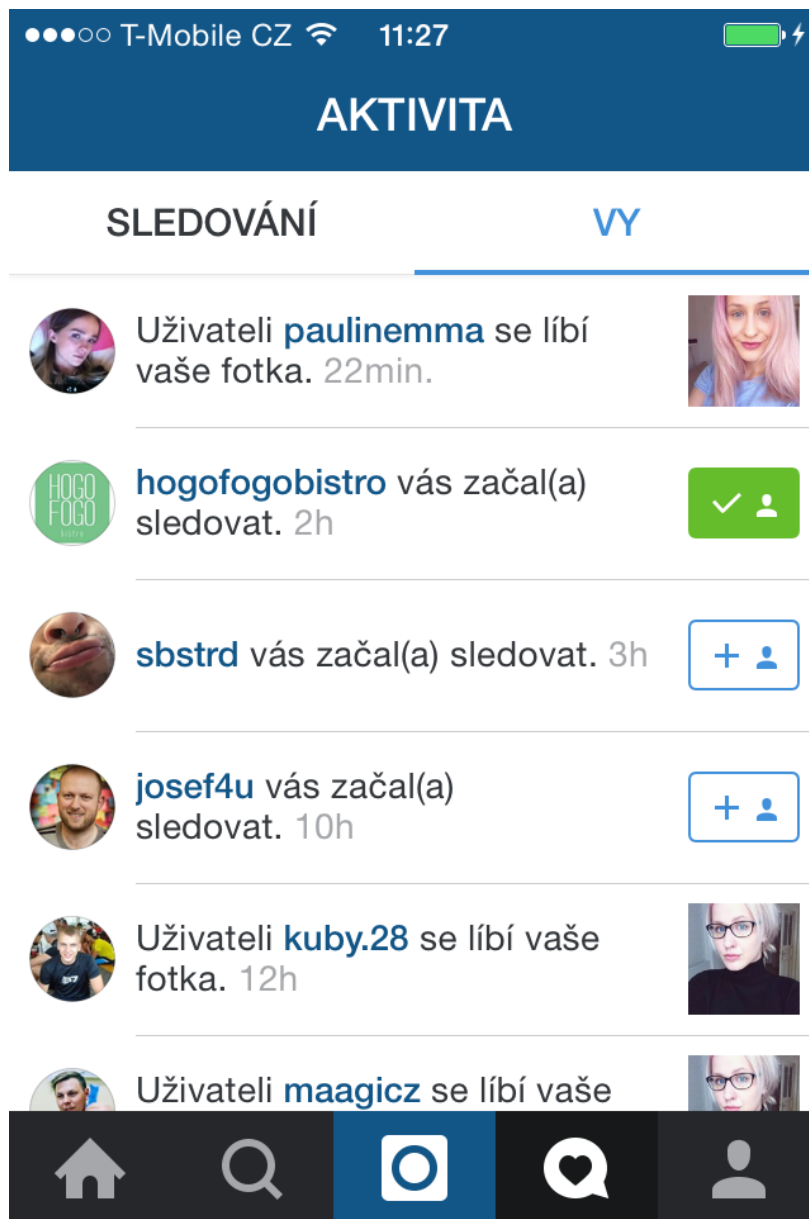 T-Mobile CZ 11:27
AKTIVITA
SLEDOVÁNÍ VY
Uživateli paulinemma se líbí
vaše fotka. 22min.
HOGO
FOGO
bistro
hogofogobistro vás začal(a)
sledovat. 2h
sbstrd vás začal(a) sledovat. 3h
josef4u vás začal(a)
sledovat. 10h
Uživateli kuby.28 se líbí vaše
fotka. 12h
Uživateli maagicz se líbí vaše